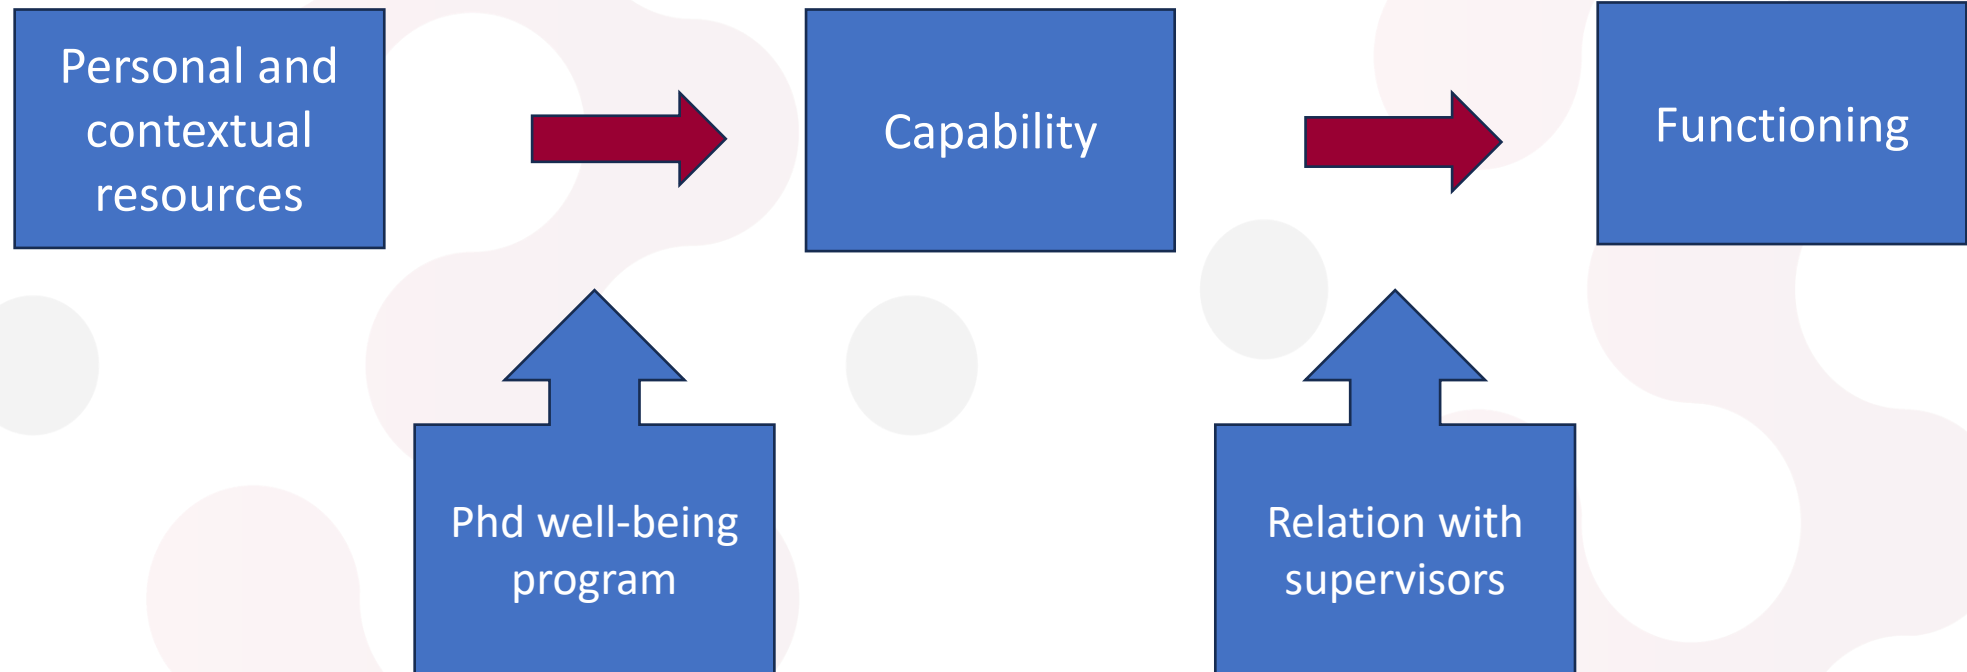 Personal and
contextual
resources
Capability
Functioning
Phd well-being
program
Relation with
supervisors